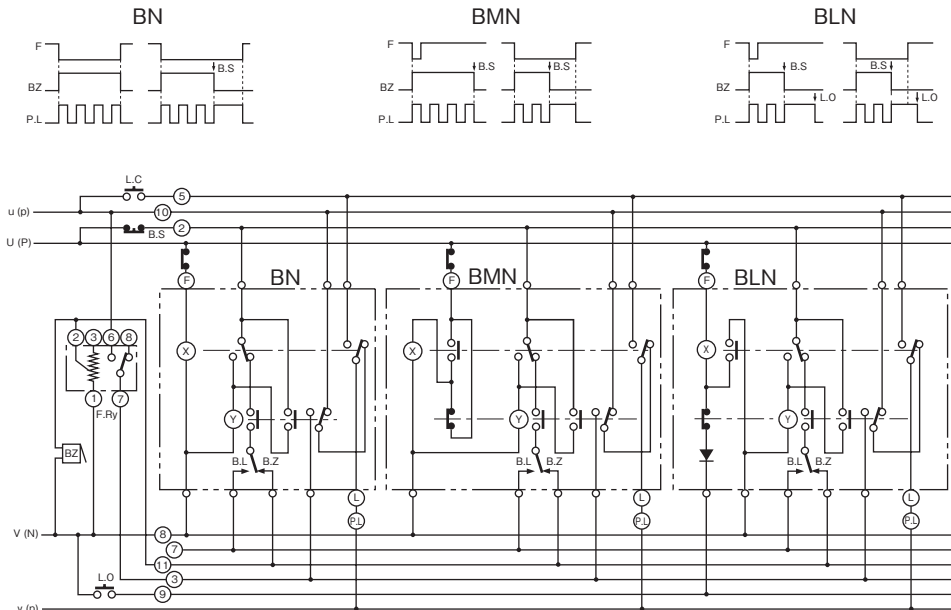 BN BMN BLN
F F F
B.S B.S B.S B.S B.S
BZ BZ BZ
L.O L.O
P.L P.L P.L
L.C 5
u (p) 10
B.S 2
U (P)
F BN F BMN F BLN
2 3 6 8
X X X
1 7
F.Ry
Y Y Y
BZ
B.L B.Z B.L B.Z B.L B.Z
L L L
P.L P.L P.L
V (N) 8
7
11
L.O 3
9
v (n)